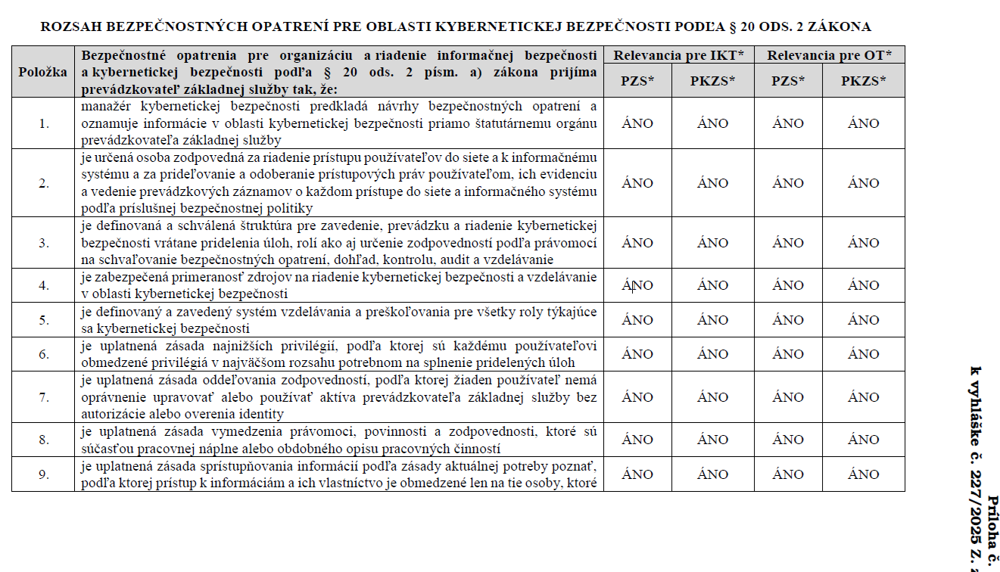 ROZSAH BEZPEČNOSTNÝCH OPATRENÍ PRE OBLASTI KYBERNETICKEJ BEZPEČNOSTI PODĽA § 20 ODS. 2 ZÁKONA
Položka
Bezpečnostné opatrenia pre organizáciu a riadenie informačnej bezpečnosti
a kybernetickej bezpečnosti podľa § 20 ods. 2 písm. a) zákona prijíma
prevádzkovateľ základnej služby tak, že:
Relevancia pre IKT*
Relevancia pre OT*
PZS*
PKZS*
PZS*
PKZS*
1.
manažér kybernetickej bezpečnosti predkladá návrhy bezpečnostných opatrení a
oznamuje informácie v oblasti kybernetickej bezpečnosti priamo štatutárnemu orgánu
prevádzkovateľa základnej služby
ÁNO
ÁNO
ÁNO
ÁNO
2.
je určená osoba zodpovedná za riadenie prístupu používateľov do siete a k informačnému
systému a za prideľovanie a odoberanie prístupových práv používateľom, ich evidenciu
a vedenie prevádzkových záznamov o každom prístupe do siete a informačného systému
podľa príslušnej bezpečnostnej politiky
ÁNO
ÁNO
ÁNO
ÁNO
3.
je definovaná a schválená štruktúra pre zavedenie, prevádzku a riadenie kybernetickej
bezpečnosti vrátane pridelenia úloh, rolí ako aj určenie zodpovedností podľa právomocí
na schvaľovanie bezpečnostných opatrení, dohľad, kontrolu, audit a vzdelávanie
ÁNO
ÁNO
ÁNO
ÁNO
4.
je zabezpečená primeranosť zdrojov na riadenie kybernetickej bezpečnosti a vzdelávanie
v oblasti kybernetickej bezpečnosti
ÁNO
ÁNO
ÁNO
ÁNO
5.
je definovaný a zavedený systém vzdelávania a preškoľovania pre všetky roly týkajúce
sa kybernetickej bezpečnosti
ÁNO
ÁNO
ÁNO
ÁNO
6.
je uplatnená zásada najnižších privilégií, podľa ktorej sú každému používateľovi
obmedzené privilégiá v najväčšom rozsahu potrebnom na splnenie pridelených úloh
ÁNO
ÁNO
ÁNO
ÁNO
7.
je uplatnená zásada oddeľovania zodpovedností, podľa ktorej žiaden používateľ nemá
oprávnenie upravovať alebo používať aktíva prevádzkovateľa základnej služby bez
autorizácie alebo overenia identity
ÁNO
ÁNO
ÁNO
ÁNO
8.
je uplatnená zásada vymedzenia právomoci, povinnosti a zodpovednosti, ktoré sú
súčasťou pracovnej náplne alebo obdobného opisu pracovných činností
ÁNO
ÁNO
ÁNO
ÁNO
9.
je uplatnená zásada sprístupňovania informácií podľa zásady aktuálnej potreby poznať,
podľa ktorej prístup k informáciám a ich vlastníctvo je obmedzené len na tie osoby, ktoré
ÁNO
ÁNO
ÁNO
ÁNO
Príloha č.
k vyhláške č. 227/2025 Z.